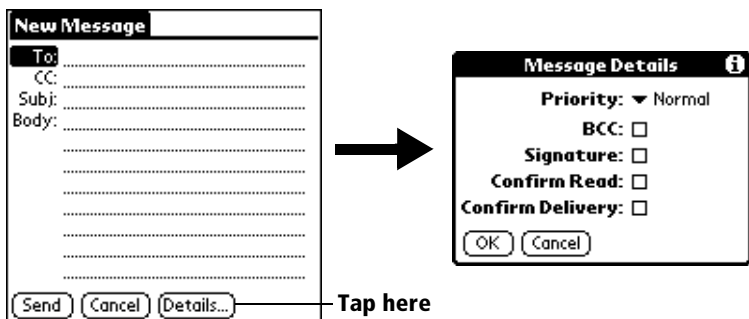 New Message
To:
CC:
Subj:
Body:
Send Cancel Details...
Tap here
Message Details
Priority: Normal
BCC:
Signature:
Confirm Read:
Confirm Delivery:
OK Cancel